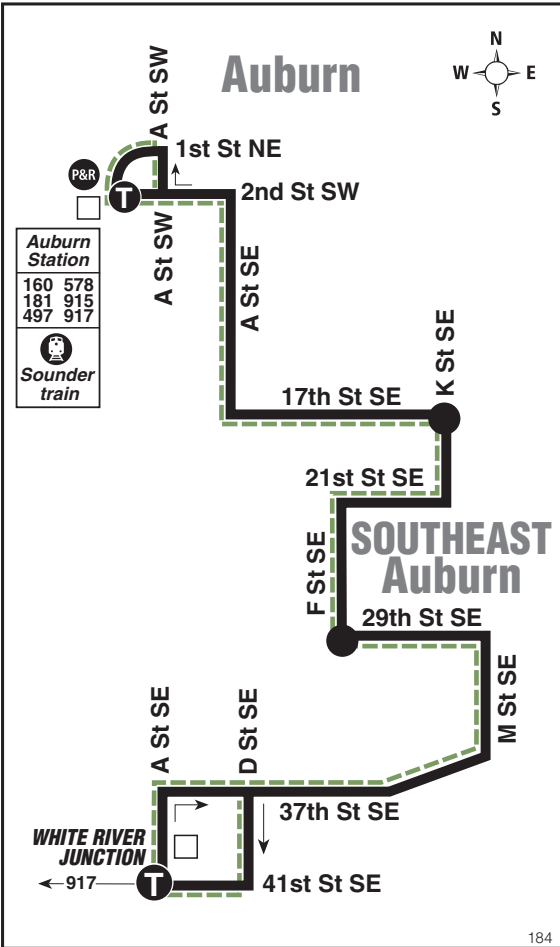 N
W E
S
Auburn
A St SW
1st St NE
P&R
T
2nd St SW
A St SW
A St SE
Auburn
Station
160 578
181 915
497 917
Sounder
train
K St SE
17th St SE
21st St SE
SOUTHEAST
Auburn
F St SE
29th St SE
M St SE
A St SE
D St SE
37th St SE
WHITE RIVER
JUNCTION
917
T
41st St SE
184